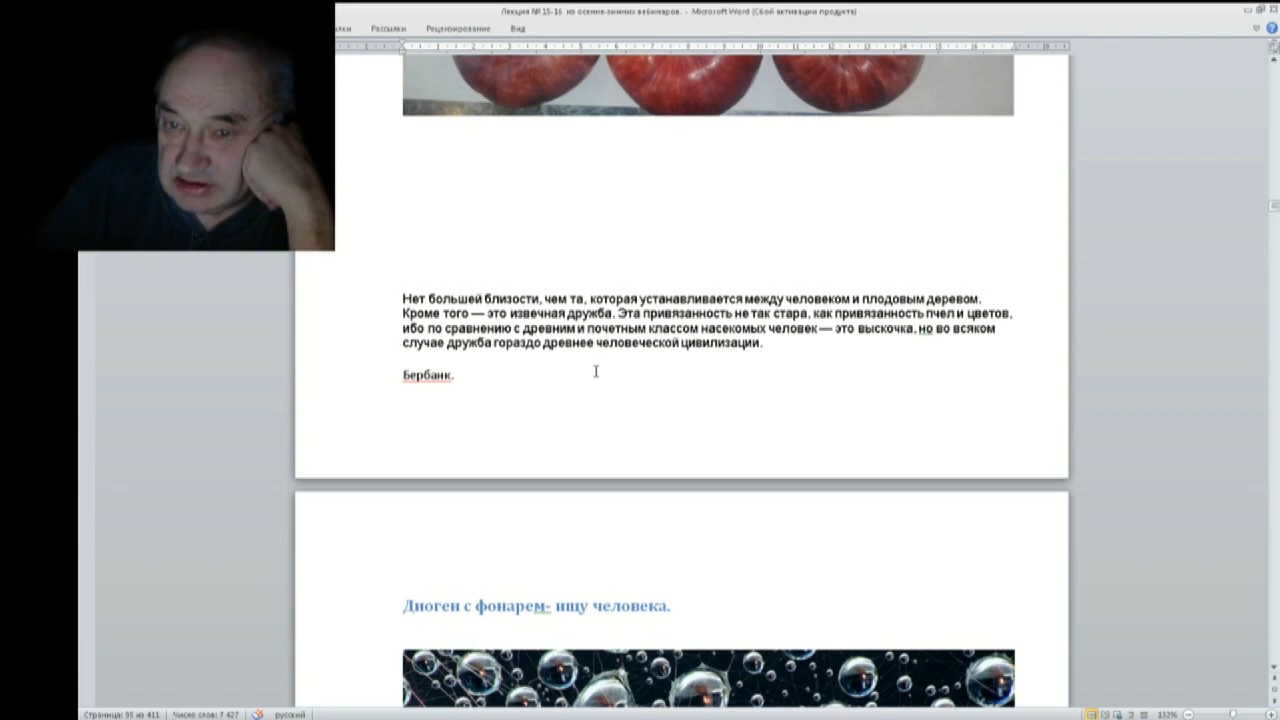 Лекция № 15-16 из осенне-зимних вебинаров. - Microsoft Word (Сбой активации продукта)
Рассылки Рецензирование Вид
Нет большей близости, чем та, которая устанавливается между человеком и плодовым деревом.
Кроме того — это извечная дружба. Эта привязанность не так стара, как привязанность пчел и цветов,
ибо по сравнению с древним и почетным классом насекомых человек — это выскочка, но во всяком
случае дружба гораздо древнее человеческой цивилизации.
Бербанк.
Диоген с фонарем- ищу человека.
Страница: 95 из 411 Число слов: 7 427 русский 132%